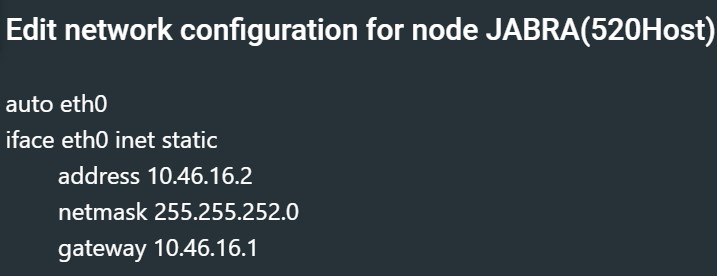 Edit network configuration for node JABRA(520Host)
auto eth0
iface eth0 inet static
address 10.46.16.2
netmask 255.255.252.0
gateway 10.46.16.1